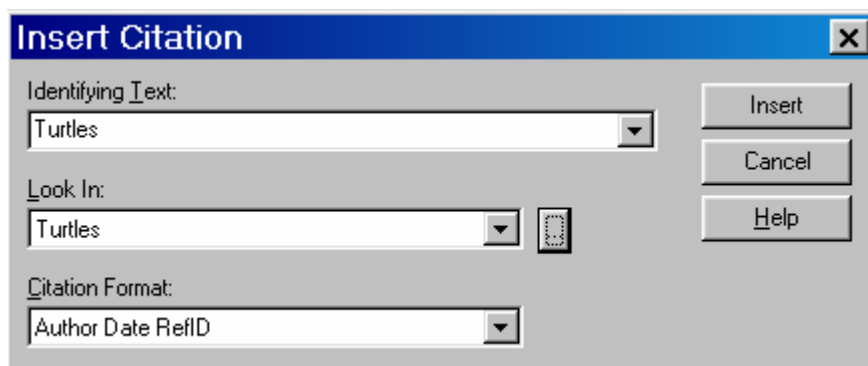 Insert Citation
Identifying Text:
Turtles
Insert
Cancel
Look In:
Turtles
...
Help
Citation Format:
Author Date RefID